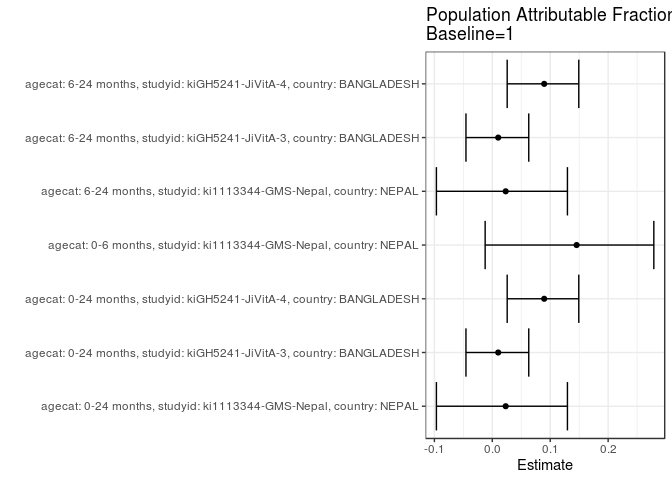 Population Attributable Fraction
Baseline=1
agecat: 6-24 months, studyid: kiGH5241-JiVitA-4, country: BANGLADESH
agecat: 6-24 months, studyid: kiGH5241-JiVitA-3, country: BANGLADESH
agecat: 6-24 months, studyid: ki1113344-GMS-Nepal, country: NEPAL
agecat: 0-6 months, studyid: ki1113344-GMS-Nepal, country: NEPAL
agecat: 0-24 months, studyid: kiGH5241-JiVitA-4, country: BANGLADESH
agecat: 0-24 months, studyid: kiGH5241-JiVitA-3, country: BANGLADESH
agecat: 0-24 months, studyid: ki1113344-GMS-Nepal, country: NEPAL
-0.1 0.0 0.1 0.2
Estimate